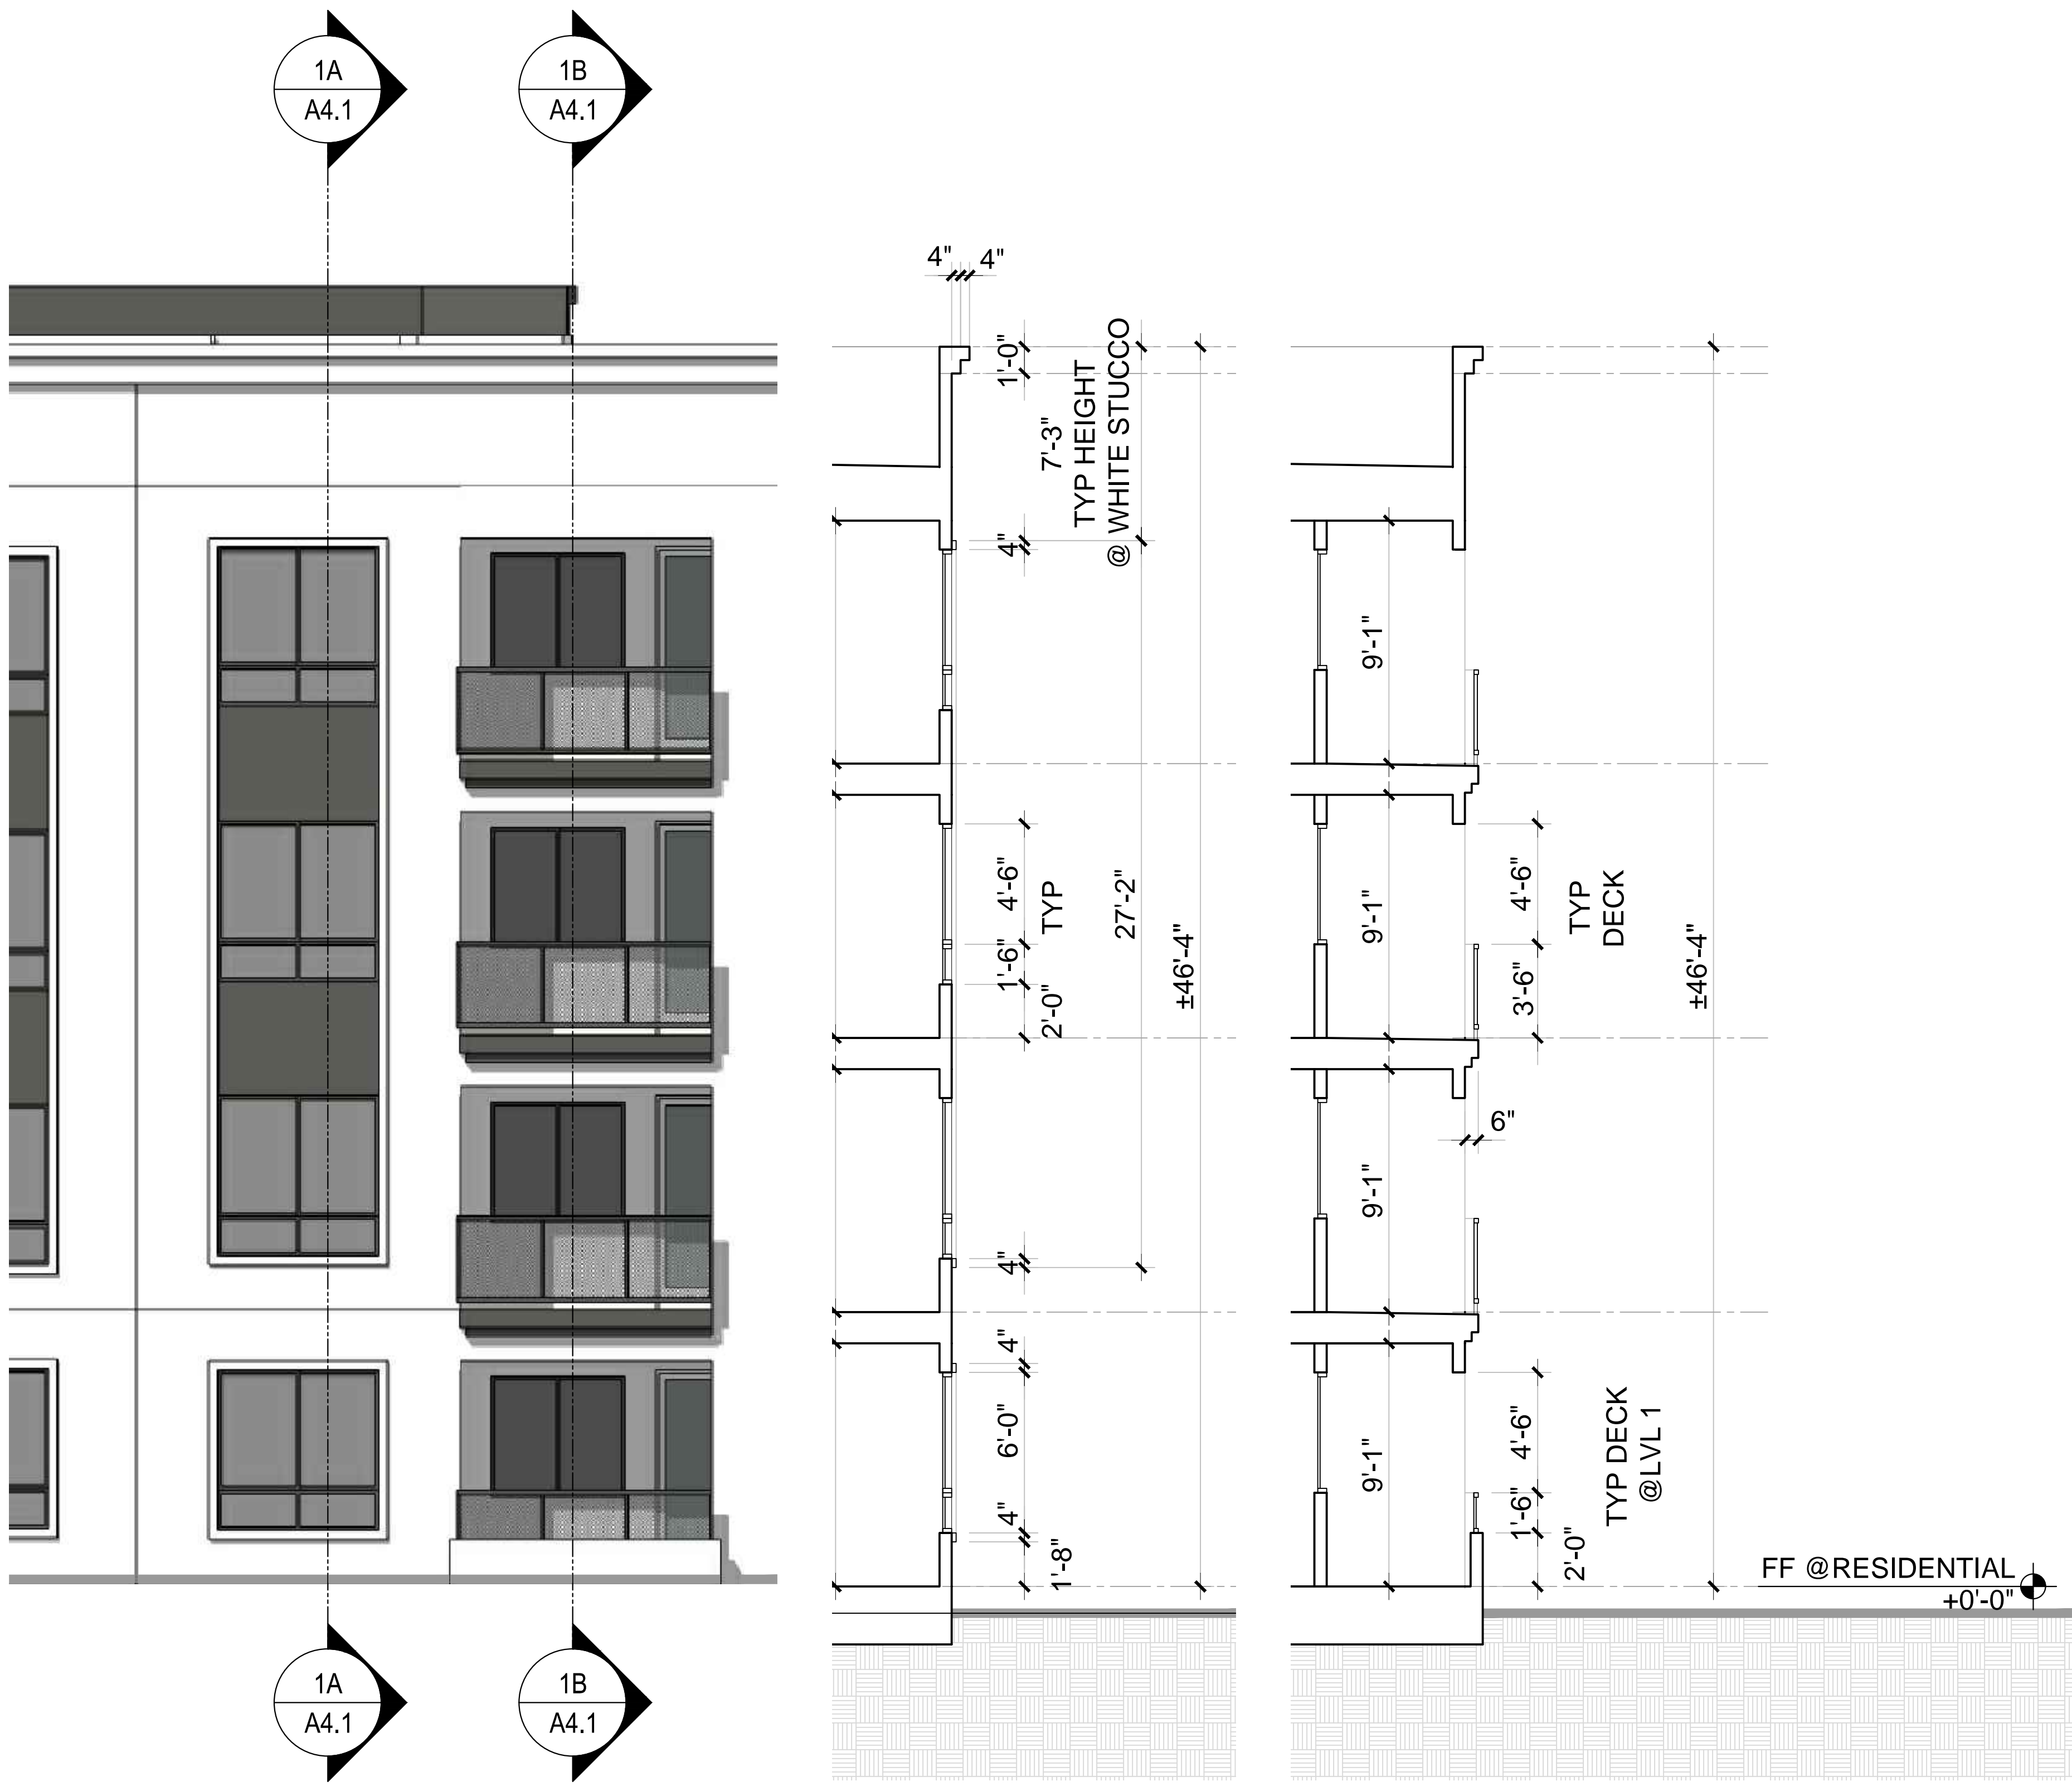 1A
A4.1
1B
A4.1
4"
4"
1'-0"
7'-3"
TYP HEIGHT
@ WHITE STUCCO
4"
4'-6"
TYP
1'-6"
2'-0"
27'-2"
±46'-4"
4"
4"
6'-0"
4"
1'-8"
9'-1"
9'-1"
4'-6"
TYP
DECK
3'-6"
±46'-4"
6"
9'-1"
9'-1"
4'-6"
TYP DECK
@LVL 1
1'-6"
2'-0"
FF @RESIDENTIAL
+0'-0"
1A
A4.1
1B
A4.1